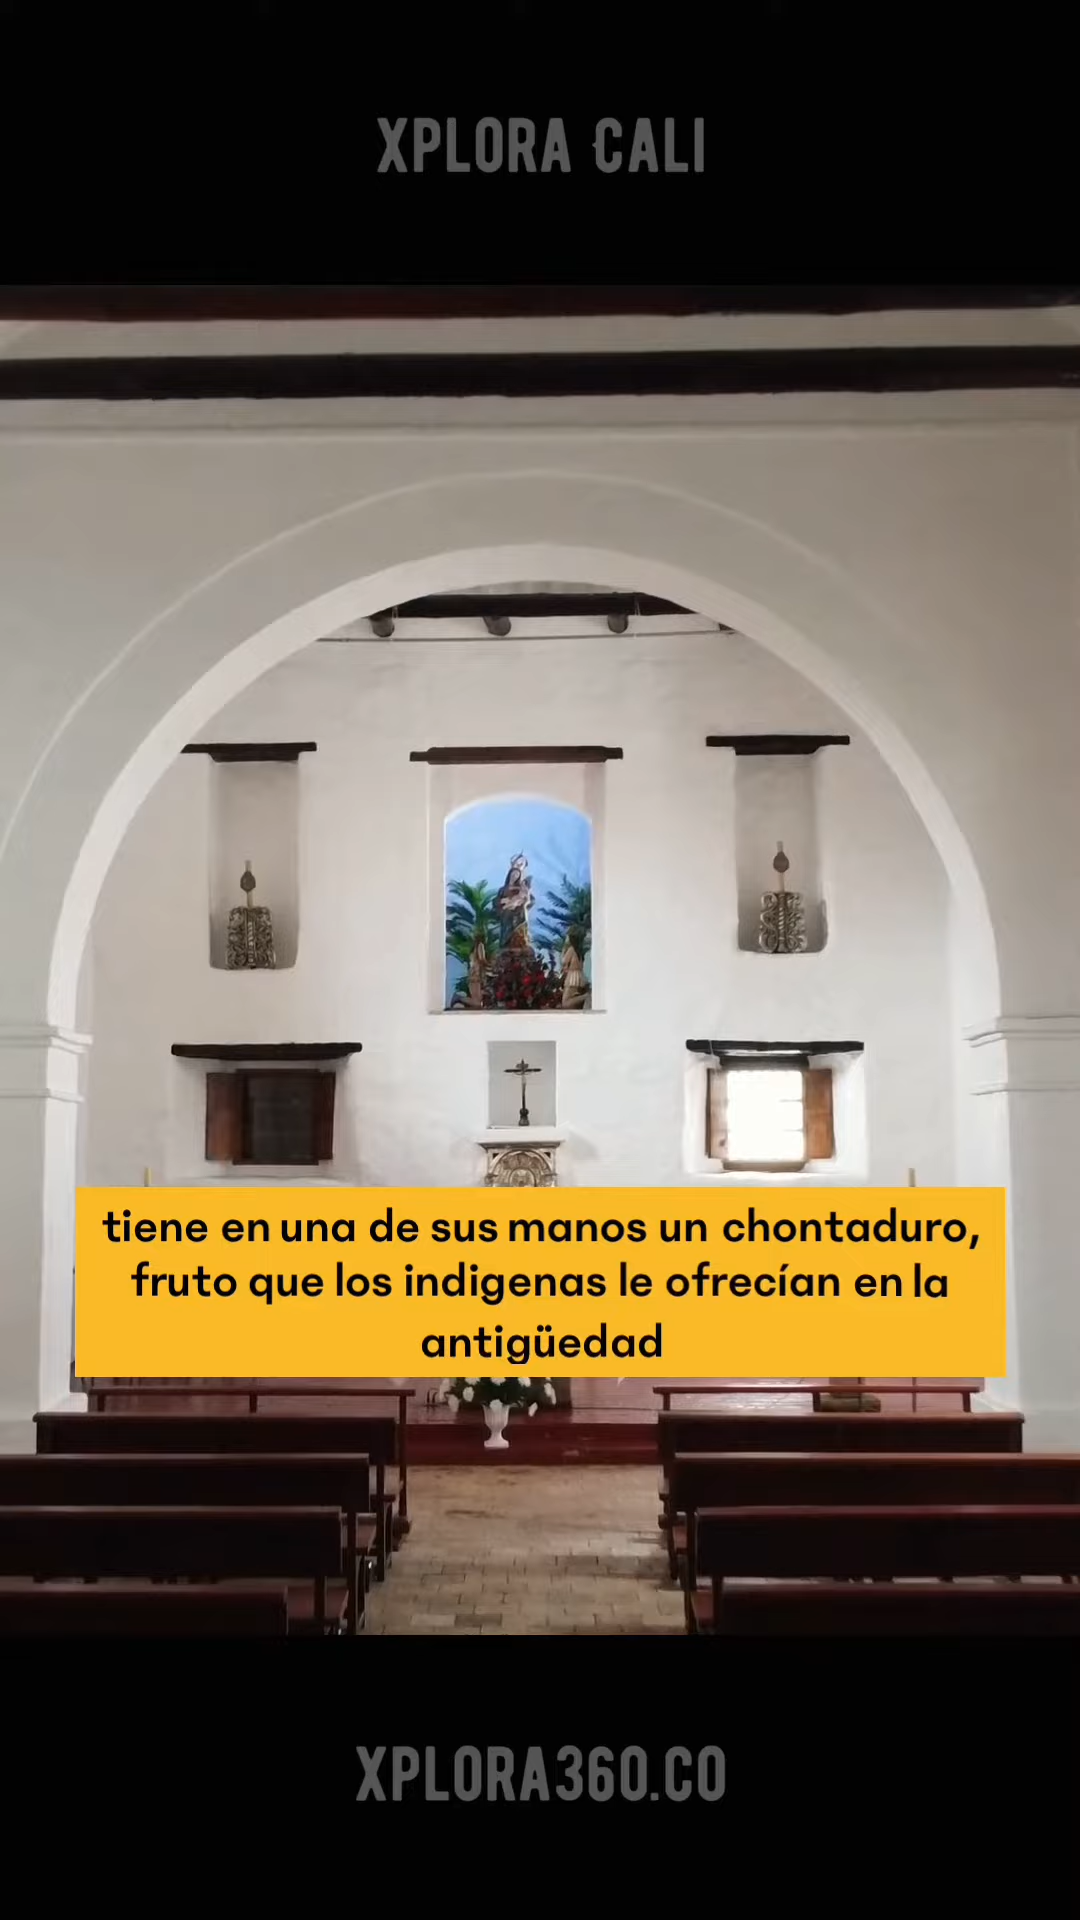 XPLORA CALI
tiene en una de sus manos un chontaduro,
fruto que los indigenas le ofrecían en la
antigüedad
XPLORA360.CO